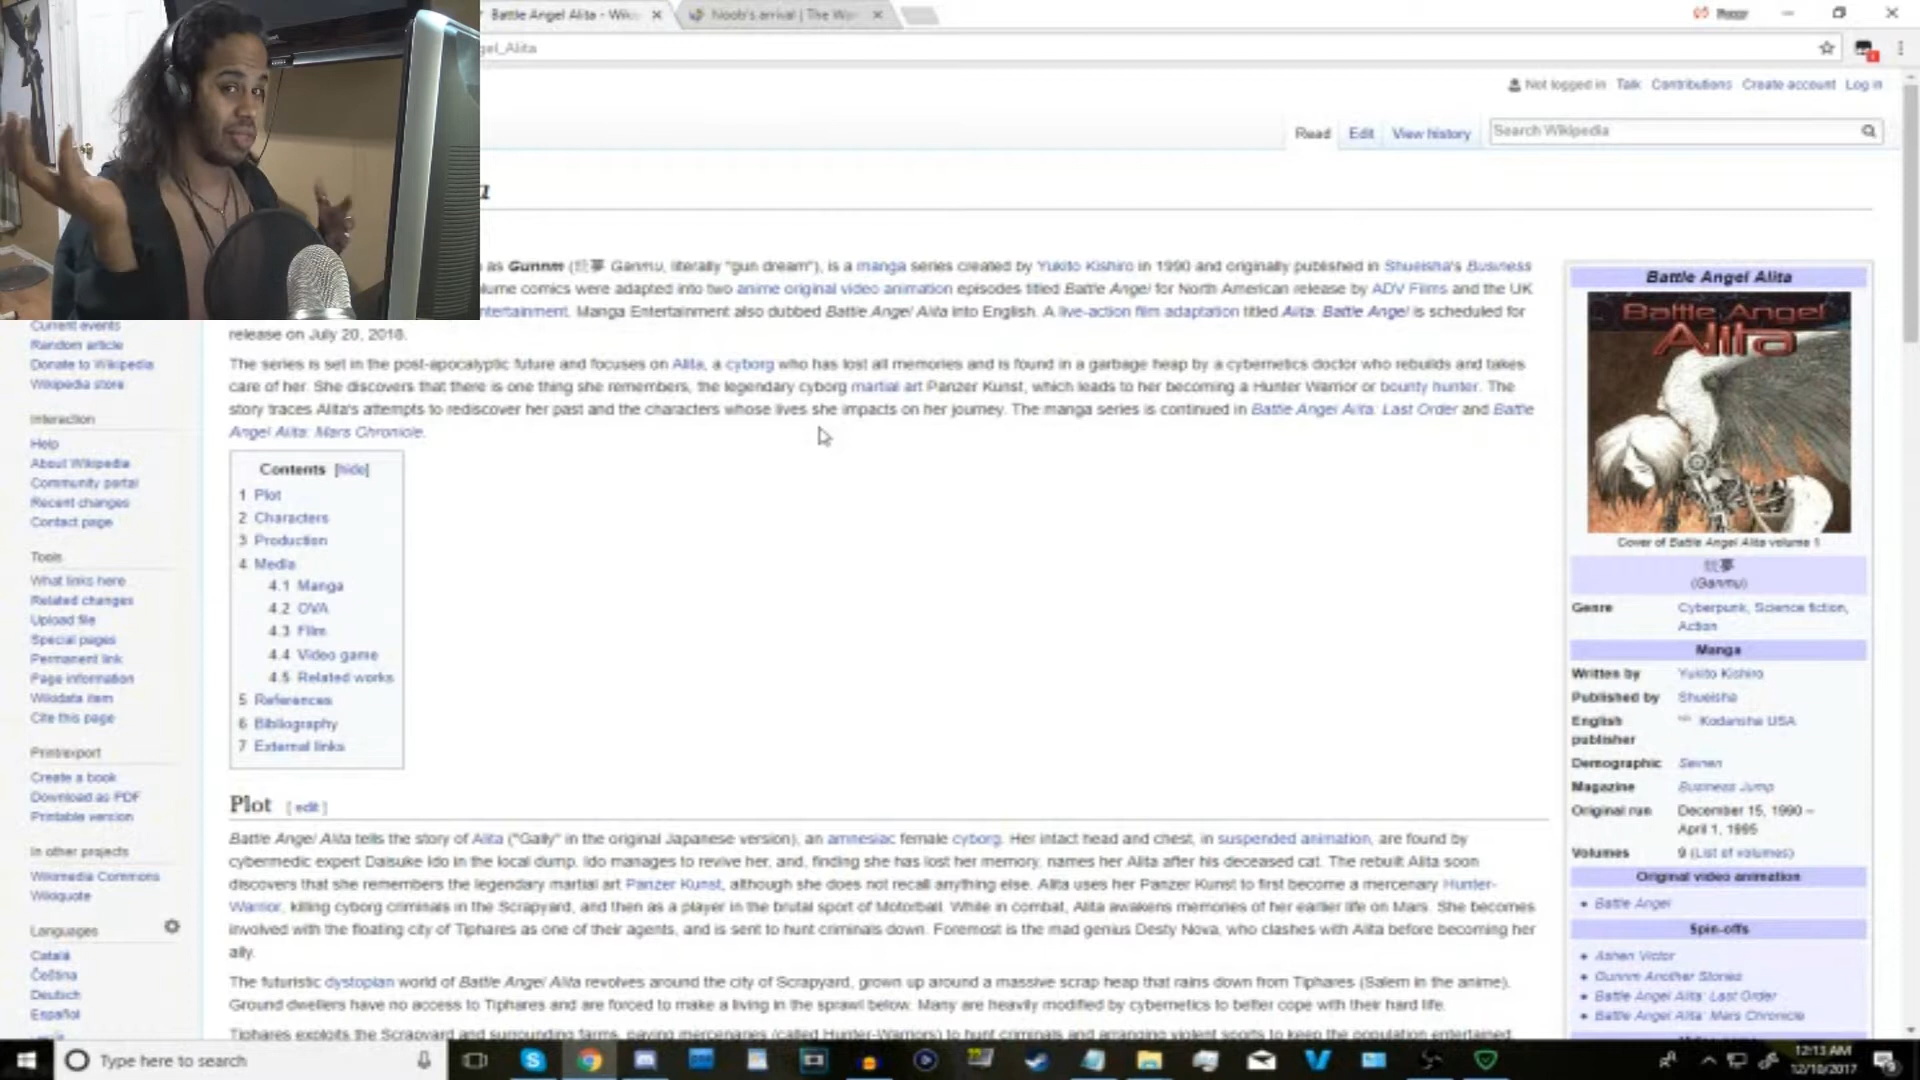 Battle Angel Alita - Wiki
Noob's arrival | The Wo
gel_Alita
Not logged in Talk Contributions Create account Log in
Read Edit View history Search Wikipedia
a
as Gunnm (銃夢 Ganmu, literally "gun dream"), is a manga series created by Yukito Kishiro in 1990 and originally published in Shueisha's Business
lume comics were adapted into two anime original video animation episodes titled Battle Angel for North American release by ADV Films and the UK
ntertainment. Manga Entertainment also dubbed Battle Angel Alita into English. A live-action film adaptation titled Alita: Battle Angel is scheduled for
release on July 20, 2018.
The series is set in the post-apocalyptic future and focuses on Alita, a cyborg who has lost all memories and is found in a garbage heap by a cybernetics doctor who rebuilds and takes
care of her. She discovers that there is one thing she remembers, the legendary cyborg martial art Panzer Kunst, which leads to her becoming a Hunter Warrior or bounty hunter. The
story traces Alita's attempts to rediscover her past and the characters whose lives she impacts on her journey. The manga series is continued in Battle Angel Alita: Last Order and Battle
Angel Alita: Mars Chronicle.
Contents [hide]
1 Plot
2 Characters
3 Production
4 Media
4.1 Manga
4.2 OVA
4.3 Film
4.4 Video game
4.5 Related works
5 References
6 Bibliography
7 External links
Plot [ edit ]
Battle Angel Alita tells the story of Alita ("Gally" in the original Japanese version), an amnesiac female cyborg. Her intact head and chest, in suspended animation, are found by
cybermedic expert Daisuke Ido in the local dump. Ido manages to revive her, and, finding she has lost her memory, names her Alita after his deceased cat. The rebuilt Alita soon
discovers that she remembers the legendary martial art Panzer Kunst, although she does not recall anything else. Alita uses her Panzer Kunst to first become a mercenary Hunter-
Warrior, killing cyborg criminals in the Scrapyard, and then as a player in the brutal sport of Motorball. While in combat, Alita awakens memories of her earlier life on Mars. She becomes
involved with the floating city of Tiphares as one of their agents, and is sent to hunt criminals down. Foremost is the mad genius Desty Nova, who clashes with Alita before becoming her
ally.
The futuristic dystopian world of Battle Angel Alita revolves around the city of Scrapyard, grown up around a massive scrap heap that rains down from Tiphares (Salem in the anime).
Ground dwellers have no access to Tiphares and are forced to make a living in the sprawl below. Many are heavily modified by cybernetics to better cope with their hard life.
Tiphares exploits the Scrapyard and surrounding farms, paying mercenaries (called Hunter-Warriors) to hunt criminals and arranging violent sports to keep the population entertained.
Current events
Random article
Donate to Wikipedia
Wikipedia store
Interaction
Help
About Wikipedia
Community portal
Recent changes
Contact page
Tools
What links here
Related changes
Upload file
Special pages
Permanent link
Page information
Wikidata item
Cite this page
Print/export
Create a book
Download as PDF
Printable version
In other projects
Wikimedia Commons
Wikiquote
Languages
Català
Čeština
Deutsch
Español
Battle Angel Alita
Battle Angel
Alita
Cover of Battle Angel Alita volume 1
銃夢
(Ganmu)
Genre Cyberpunk, Science fiction,
Action
Manga
Written by Yukito Kishiro
Published by Shueisha
English Kodansha USA
publisher
Demographic Seinen
Magazine Business Jump
Original run December 15, 1990 –
April 1, 1995
Volumes 9 (List of volumes)
Original video animation
• Battle Angel
Spin-offs
• Ashen Victor
• Gunnm Another Stories
• Battle Angel Alita: Last Order
• Battle Angel Alita: Mars Chronicle
Type here to search
12:13 AM
12/10/2017